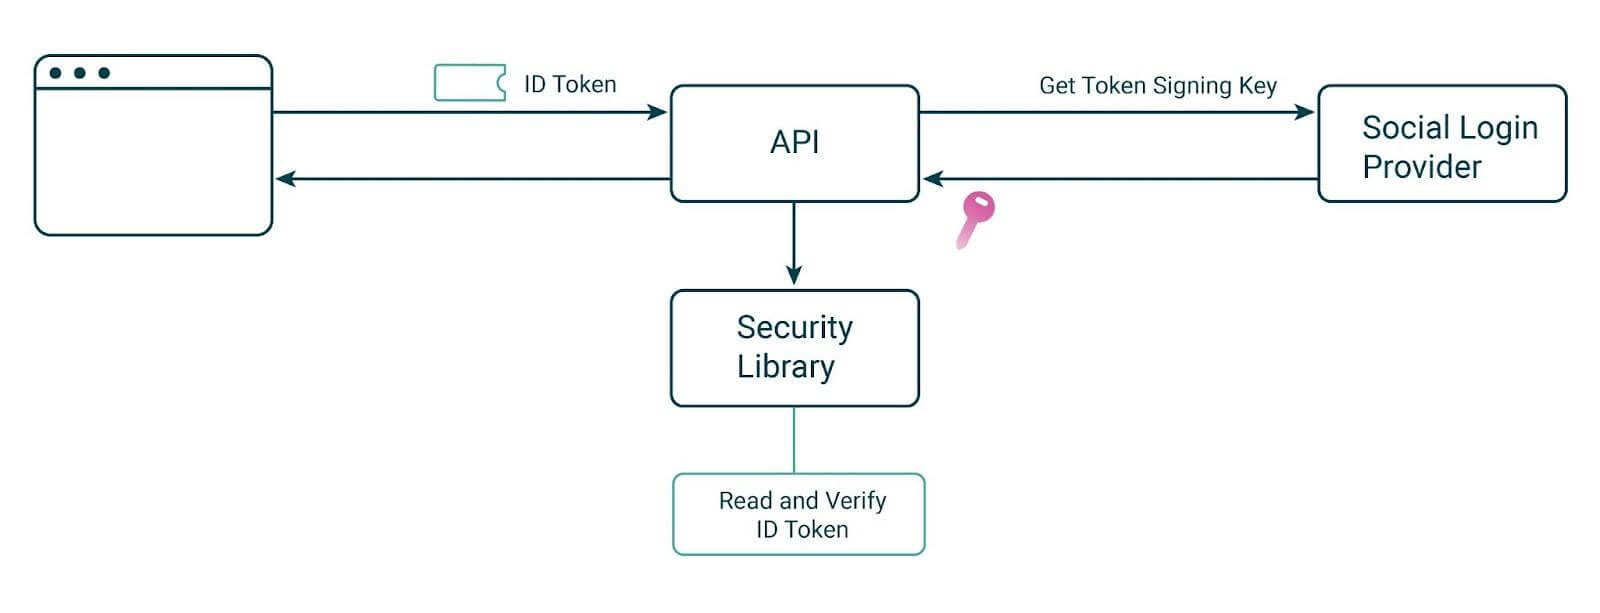 ID Token
Get Token Signing Key
API
Social Login
Provider
Security
Library
Read and Verify
ID Token